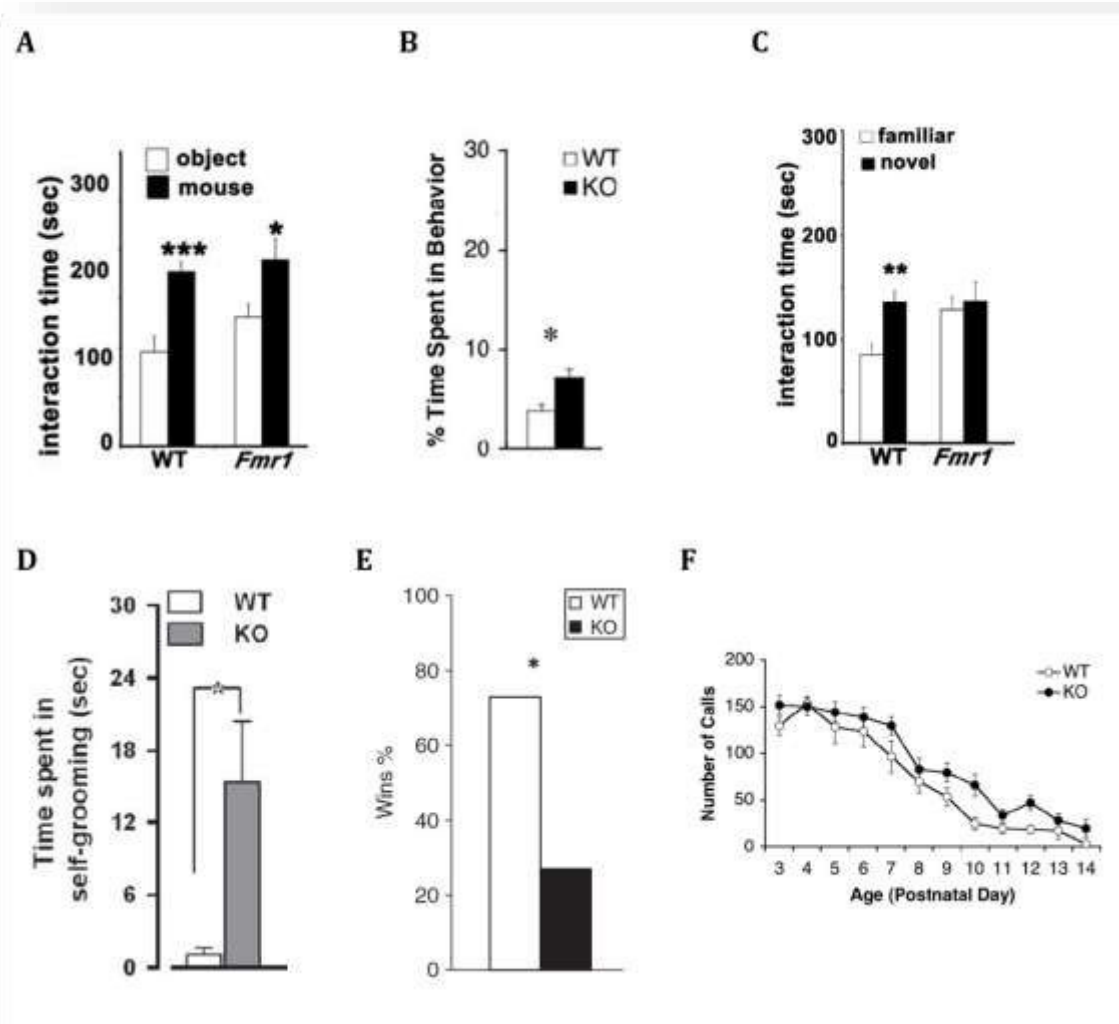 A
object
mouse
interaction time (sec)
300
200
100
0
***
*
WT
Fmr1
B
% Time Spent in Behavior
30
20
10
0
WT
KO
*
C
interaction time (sec)
300
200
100
0
familiar
novel
**
WT
Fmr1
D
Time spent in
self-grooming (sec)
30
24
18
12
6
0
WT
KO
E
Wins %
100
80
60
40
20
0
WT
KO
*
F
Number of Calls
200
150
100
50
0
WT
KO
3 4 5 6 7 8 9 10 11 12 13 14
Age (Postnatal Day)